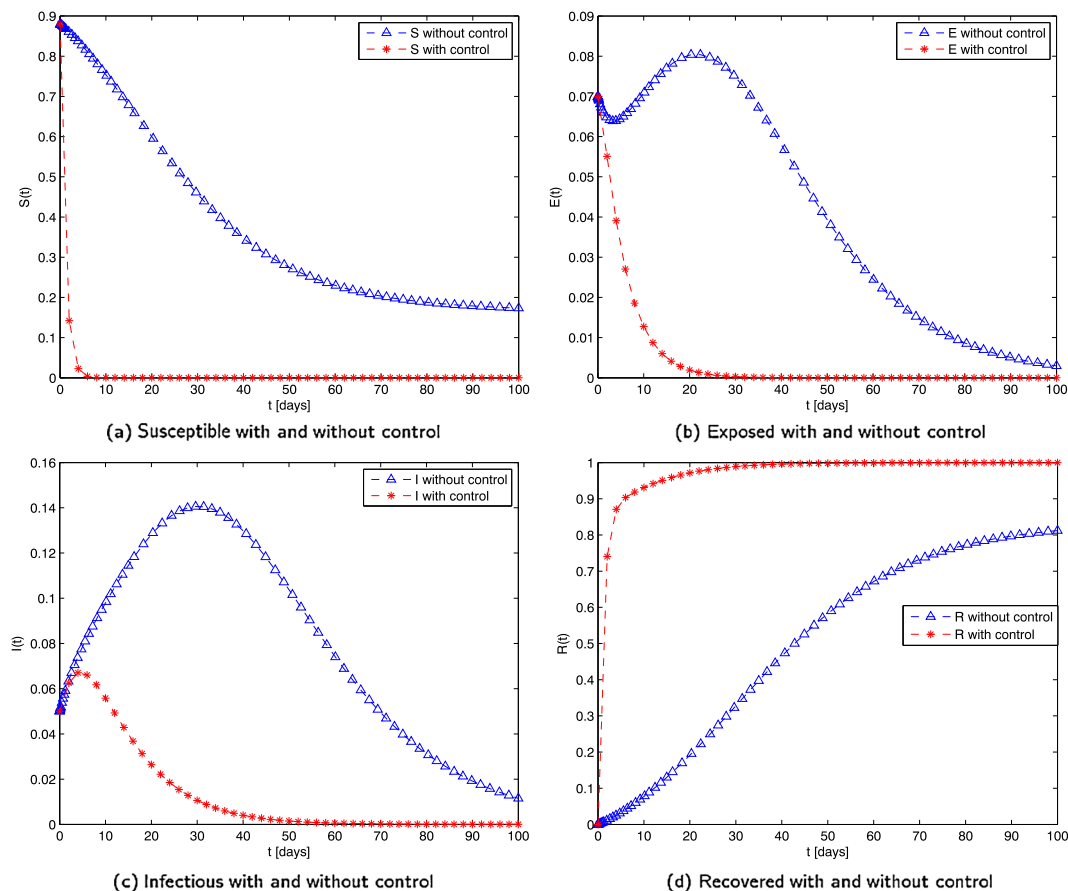 0.9
0.8
0.7
0.6
0.5
0.4
0.3
0.2
0.1
0
S(t)
S without control
S with control
0 10 20 30 40 50 60 70 80 90 100
t [days]
(a) Susceptible with and without control
0.09
0.08
0.07
0.06
0.05
0.04
0.03
0.02
0.01
0
E(t)
E without control
E with control
0 10 20 30 40 50 60 70 80 90 100
t [days]
(b) Exposed with and without control
0.16
0.14
0.12
0.1
0.08
0.06
0.04
0.02
0
I(t)
I without control
I with control
0 10 20 30 40 50 60 70 80 90 100
t [days]
(c) Infectious with and without control
1
0.9
0.8
0.7
0.6
0.5
0.4
0.3
0.2
0.1
0
R(t)
R without control
R with control
0 10 20 30 40 50 60 70 80 90 100
t [days]
(d) Recovered with and without control